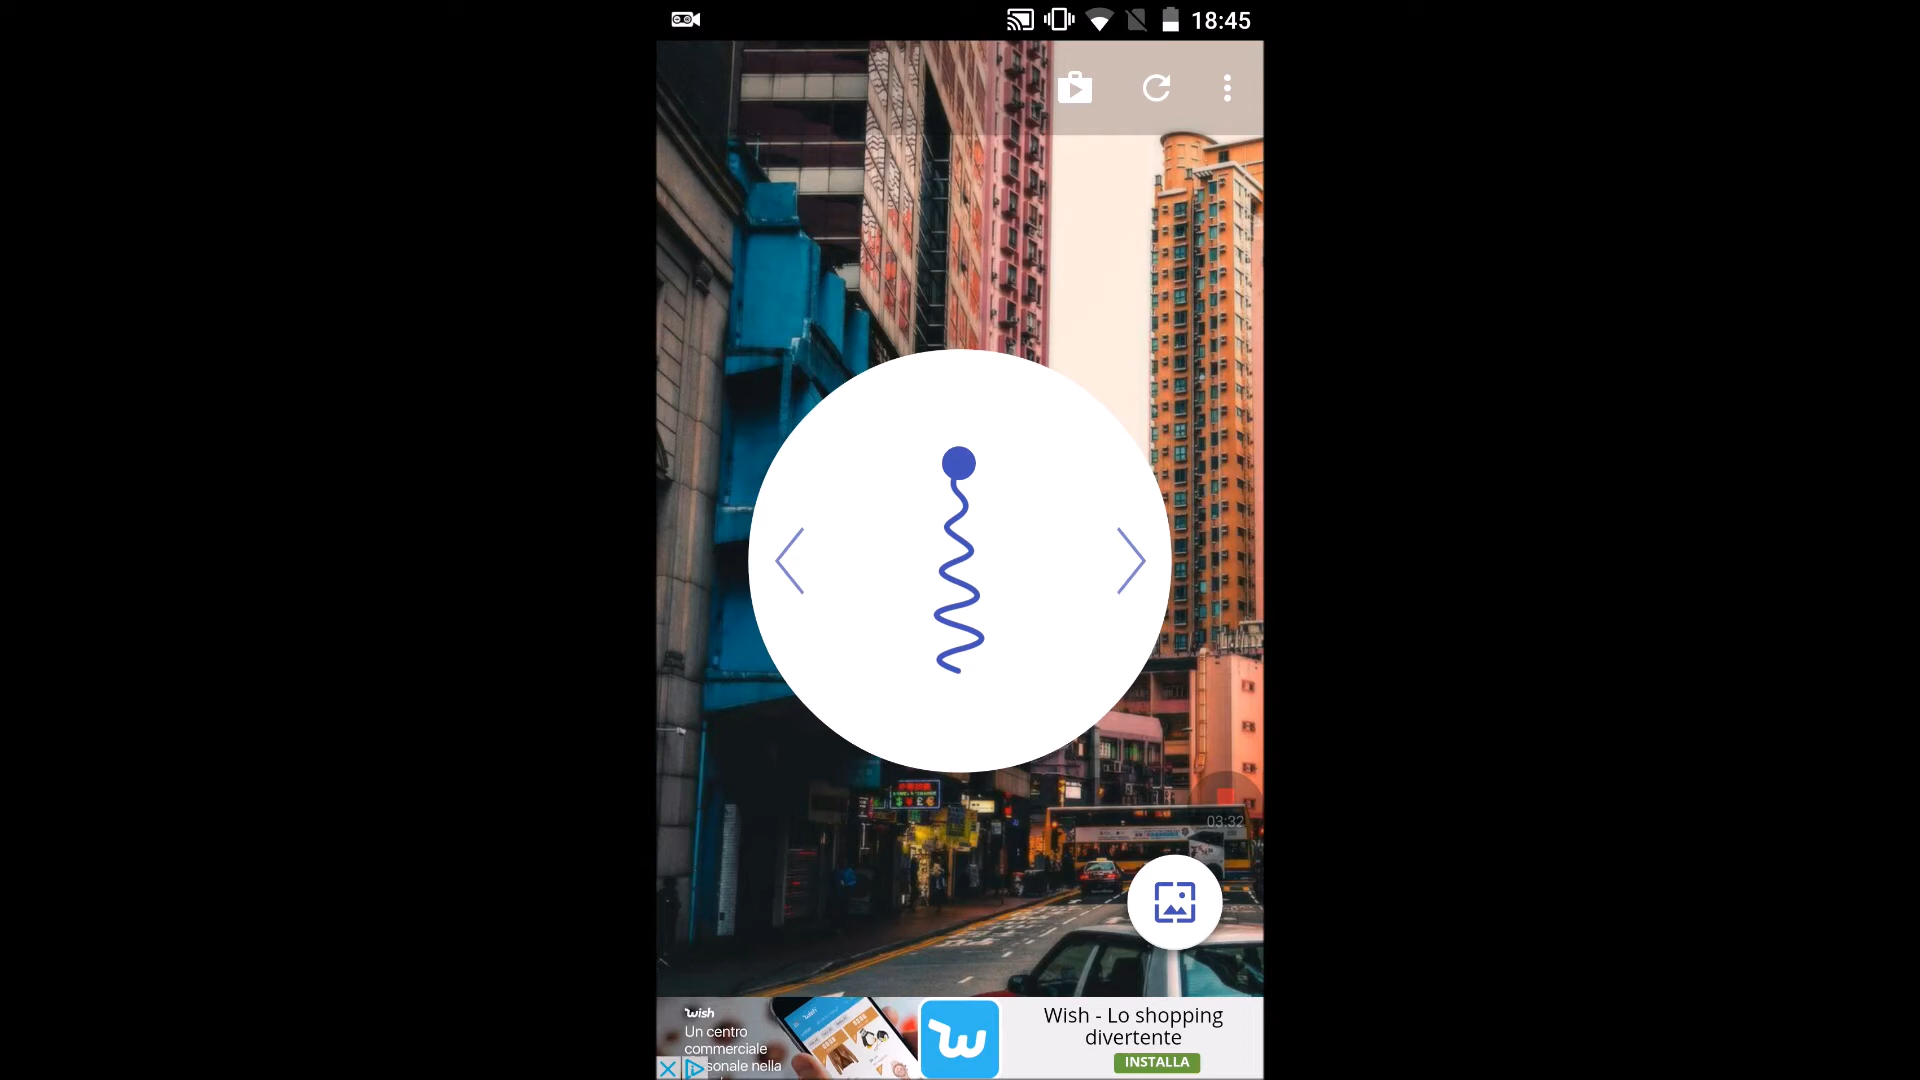 18:45
$ ¥ £ €
03:32
wish
Un centro
commerciale
sonale nella
Wish - Lo shopping
divertente
INSTALLA